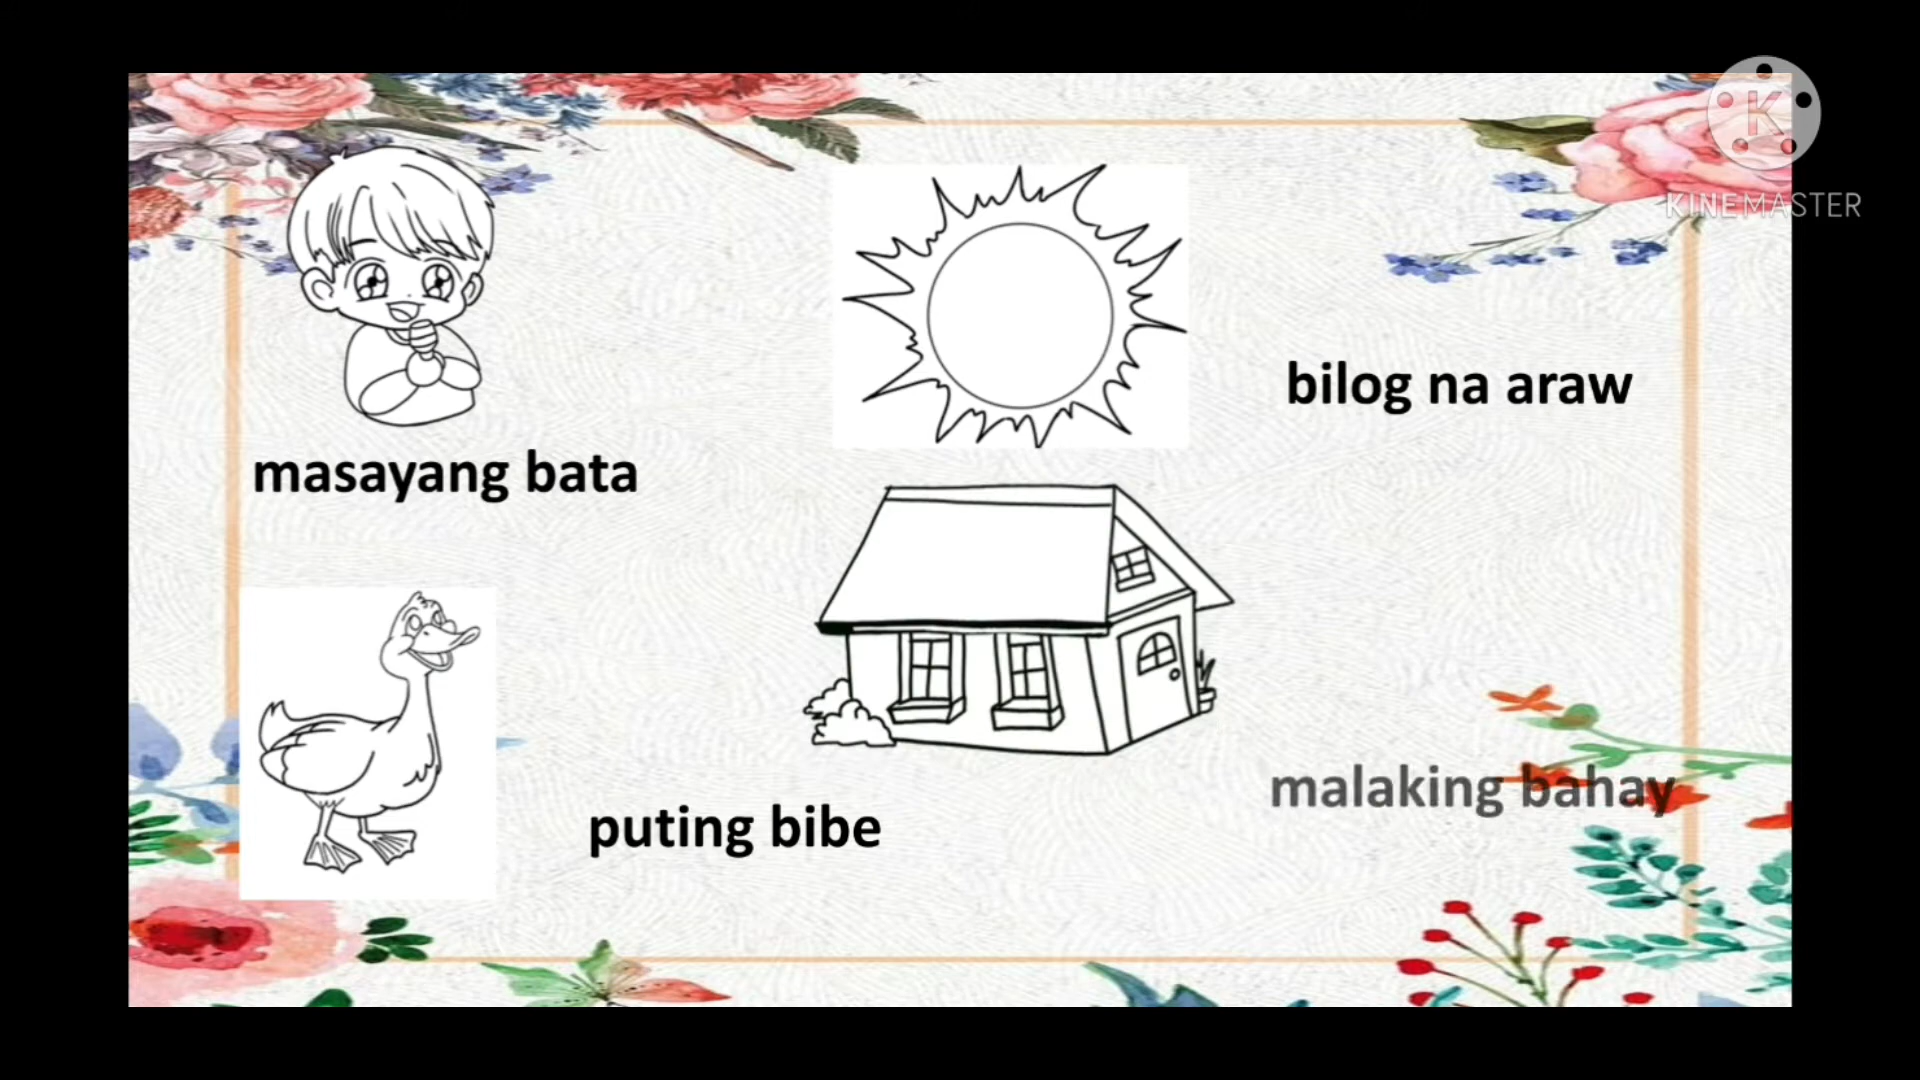 K
KINEMASTER
bilog na araw
masayang bata
malaking bahay
puting bibe